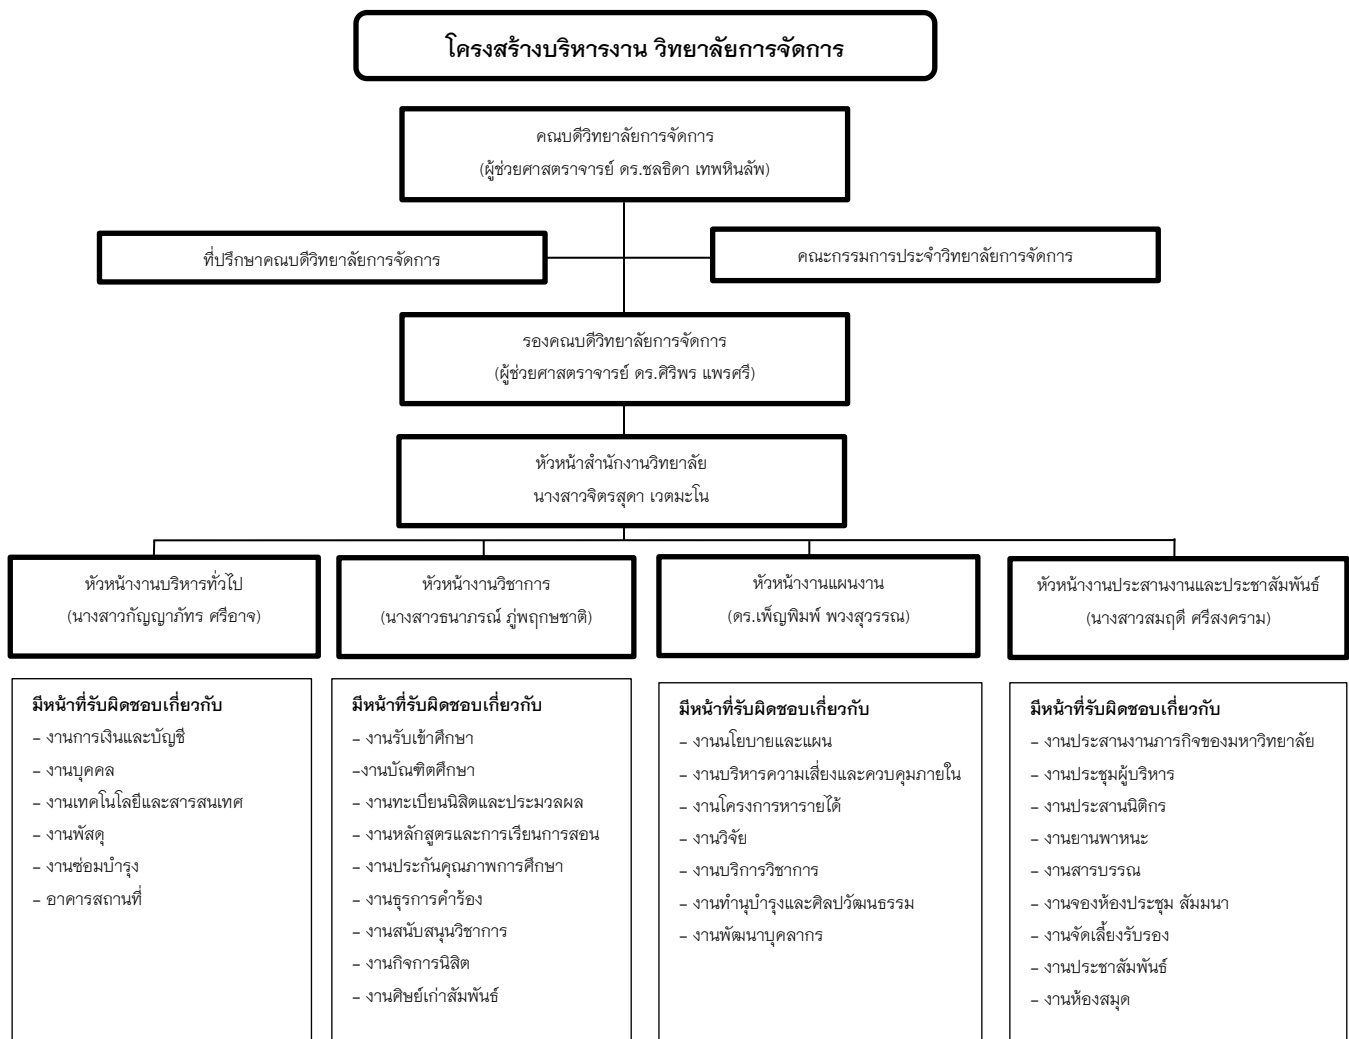 โครงสร้างบริหารงาน วิทยาลัยการจัดการ
คณบดีวิทยาลัยการจัดการ
(ผู้ช่วยศาสตราจารย์ ดร.ชลธิดา เทพหินลัพ)
ที่ปรึกษาคณบดีวิทยาลัยการจัดการ
คณะกรรมการประจำวิทยาลัยการจัดการ
รองคณบดีวิทยาลัยการจัดการ
(ผู้ช่วยศาสตราจารย์ ดร.ศิริพร แพรศรี)
หัวหน้าสำนักงานวิทยาลัย
นางสาวจิตรสุดา เวตมะโน
หัวหน้างานบริหารทั่วไป
(นางสาวกัญญาภัทร ศรีอาจ)
หัวหน้างานวิชาการ
(นางสาวธนาภรณ์ ภู่พฤกษชาติ)
หัวหน้างานแผนงาน
(ดร.เพ็ญพิมพ์ พวงสุวรรณ)
หัวหน้างานประสานงานและประชาสัมพันธ์
(นางสาวสมฤดี ศรีสงคราม)
มีหน้าที่รับผิดชอบเกี่ยวกับ
- งานการเงินและบัญชี
- งานบุคคล
- งานเทคโนโลยีและสารสนเทศ
- งานพัสดุ
- งานซ่อมบำรุง
- อาคารสถานที่
มีหน้าที่รับผิดชอบเกี่ยวกับ
- งานรับเข้าศึกษา
-งานบัณฑิตศึกษา
- งานทะเบียนนิสิตและประมวลผล
- งานหลักสูตรและการเรียนการสอน
- งานประกันคุณภาพการศึกษา
- งานธุรการคำร้อง
- งานสนับสนุนวิชาการ
- งานกิจการนิสิต
- งานศิษย์เก่าสัมพันธ์
มีหน้าที่รับผิดชอบเกี่ยวกับ
- งานนโยบายและแผน
- งานบริหารความเสี่ยงและควบคุมภายใน
- งานโครงการหารายได้
- งานวิจัย
- งานบริการวิชาการ
- งานทำนุบำรุงและศิลปวัฒนธรรม
- งานพัฒนาบุคลากร
มีหน้าที่รับผิดชอบเกี่ยวกับ
- งานประสานงานภารกิจของมหาวิทยาลัย
- งานประชุมผู้บริหาร
- งานประสานนิติกร
- งานยานพาหนะ
- งานสารบรรณ
- งานจองห้องประชุม สัมมนา
- งานจัดเลี้ยงรับรอง
- งานประชาสัมพันธ์
- งานห้องสมุด